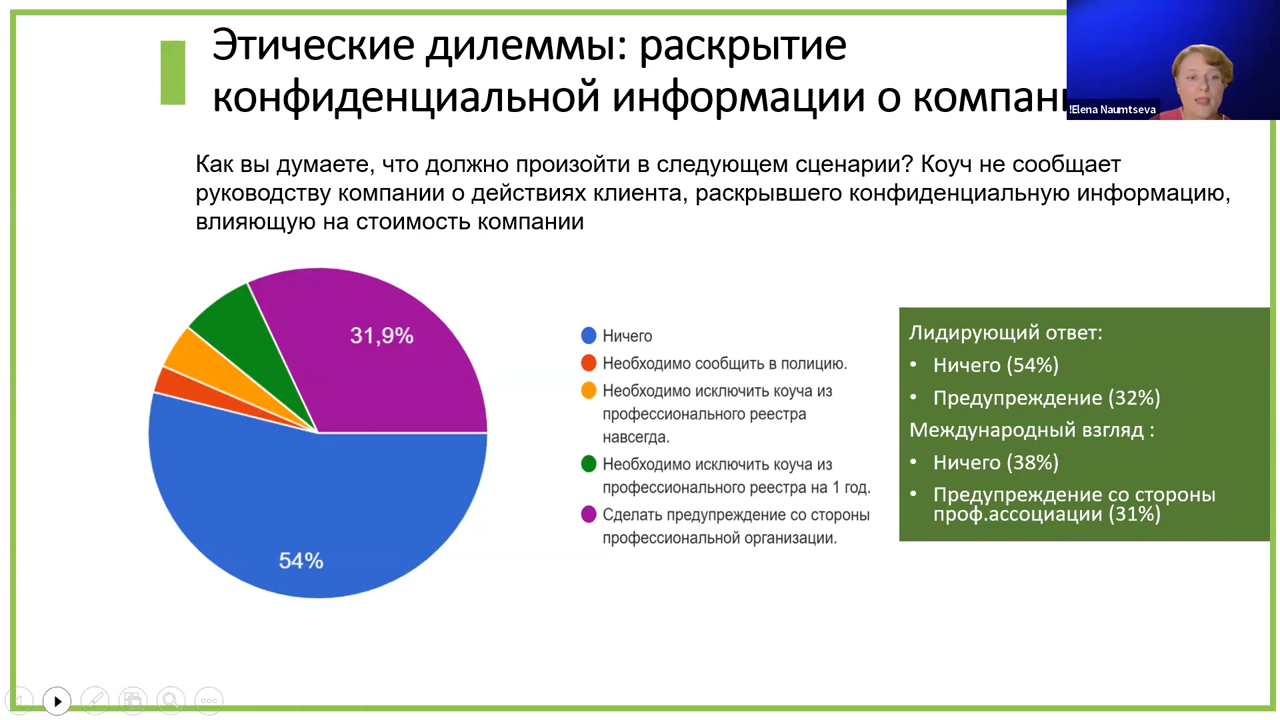 Этические дилеммы: раскрытие
конфиденциальной информации о компан
!Elena Naumtseva
Как вы думаете, что должно произойти в следующем сценарии? Коуч не сообщает
руководству компании о действиях клиента, раскрывшего конфиденциальную информацию,
влияющую на стоимость компании
31,9%
54%
Ничего
Необходимо сообщить в полицию.
Необходимо исключить коуча из
профессионального реестра
навсегда.
Необходимо исключить коуча из
профессионального реестра на 1 год.
Сделать предупреждение со стороны
профессиональной организации.
Лидирующий ответ:
• Ничего (54%)
• Предупреждение (32%)
Международный взгляд :
• Ничего (38%)
• Предупреждение со стороны
проф.ассоциации (31%)